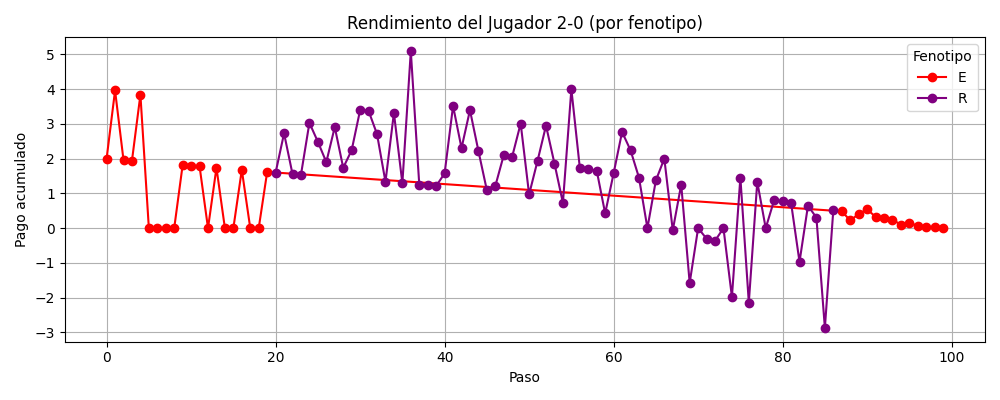 Rendimiento del Jugador 2-0 (por fenotipo)
Pago acumulado
5
4
3
2
1
0
−1
−2
−3
Fenotipo
E
R
0 20 40 60 80 100
Paso